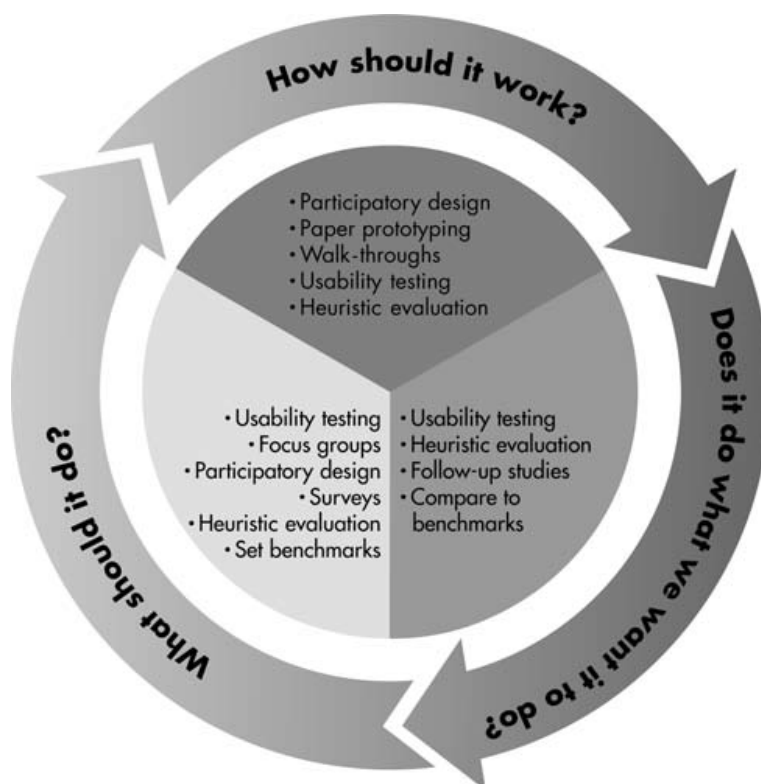 How should it work?
• Participatory design
• Paper prototyping
• Walk-throughs
• Usability testing
• Heuristic evaluation
Does it do what we want it to do?
• Usability testing
• Heuristic evaluation
• Follow-up studies
• Compare to
benchmarks
What should it do?
• Usability testing
• Focus groups
• Participatory design
• Surveys
• Heuristic evaluation
• Set benchmarks